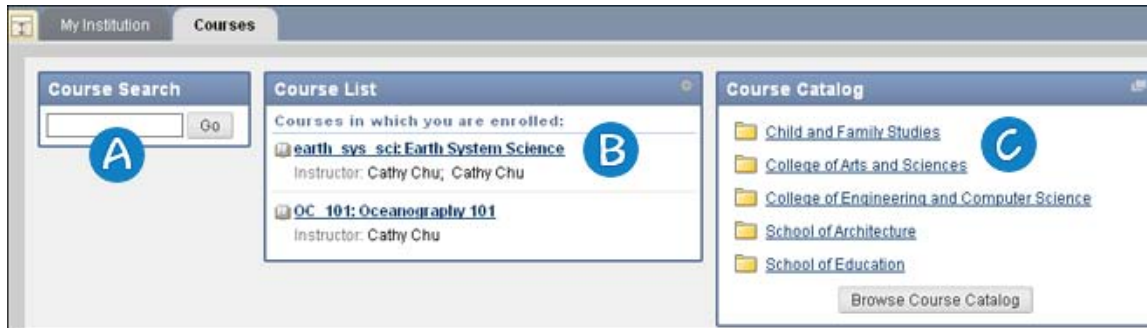 My Institution
Courses
Course Search
Go
A
Course List
Courses in which you are enrolled:
earth_sys_sci: Earth System Science
Instructor: Cathy Chu; Cathy Chu
OC_101: Oceanography 101
Instructor: Cathy Chu
B
Course Catalog
Child and Family Studies
College of Arts and Sciences
College of Engineering and Computer Science
School of Architecture
School of Education
Browse Course Catalog
C